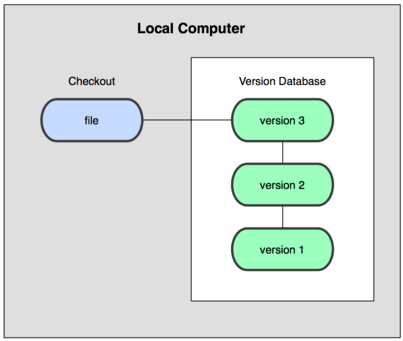 Local Computer
Checkout
Version Database
file
version 3
version 2
version 1